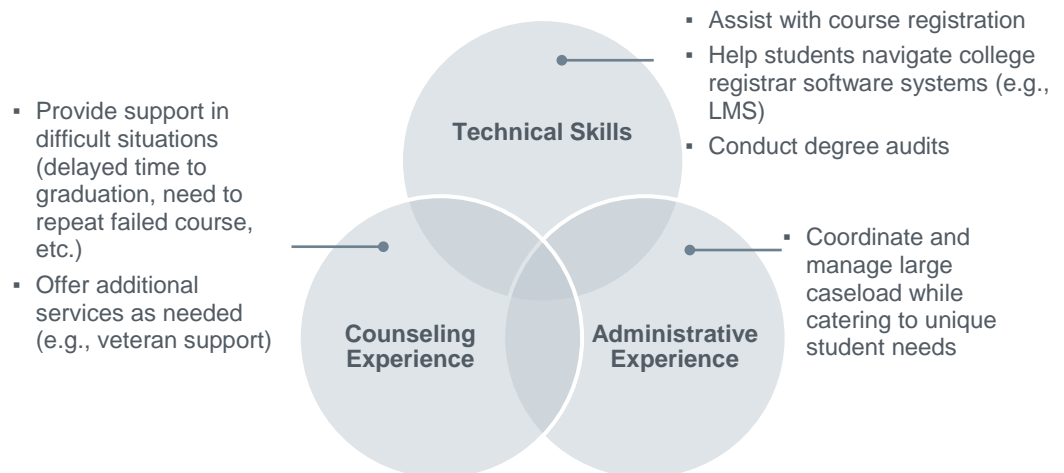 ▪ Assist with course registration
▪ Help students navigate college
registrar software systems (e.g.,
LMS)
▪ Conduct degree audits
Technical Skills
▪ Provide support in
difficult situations
(delayed time to
graduation, need to
repeat failed course,
etc.)
▪ Offer additional
services as needed
(e.g., veteran support)
Counseling
Experience
Administrative
Experience
▪ Coordinate and
manage large
caseload while
catering to unique
student needs